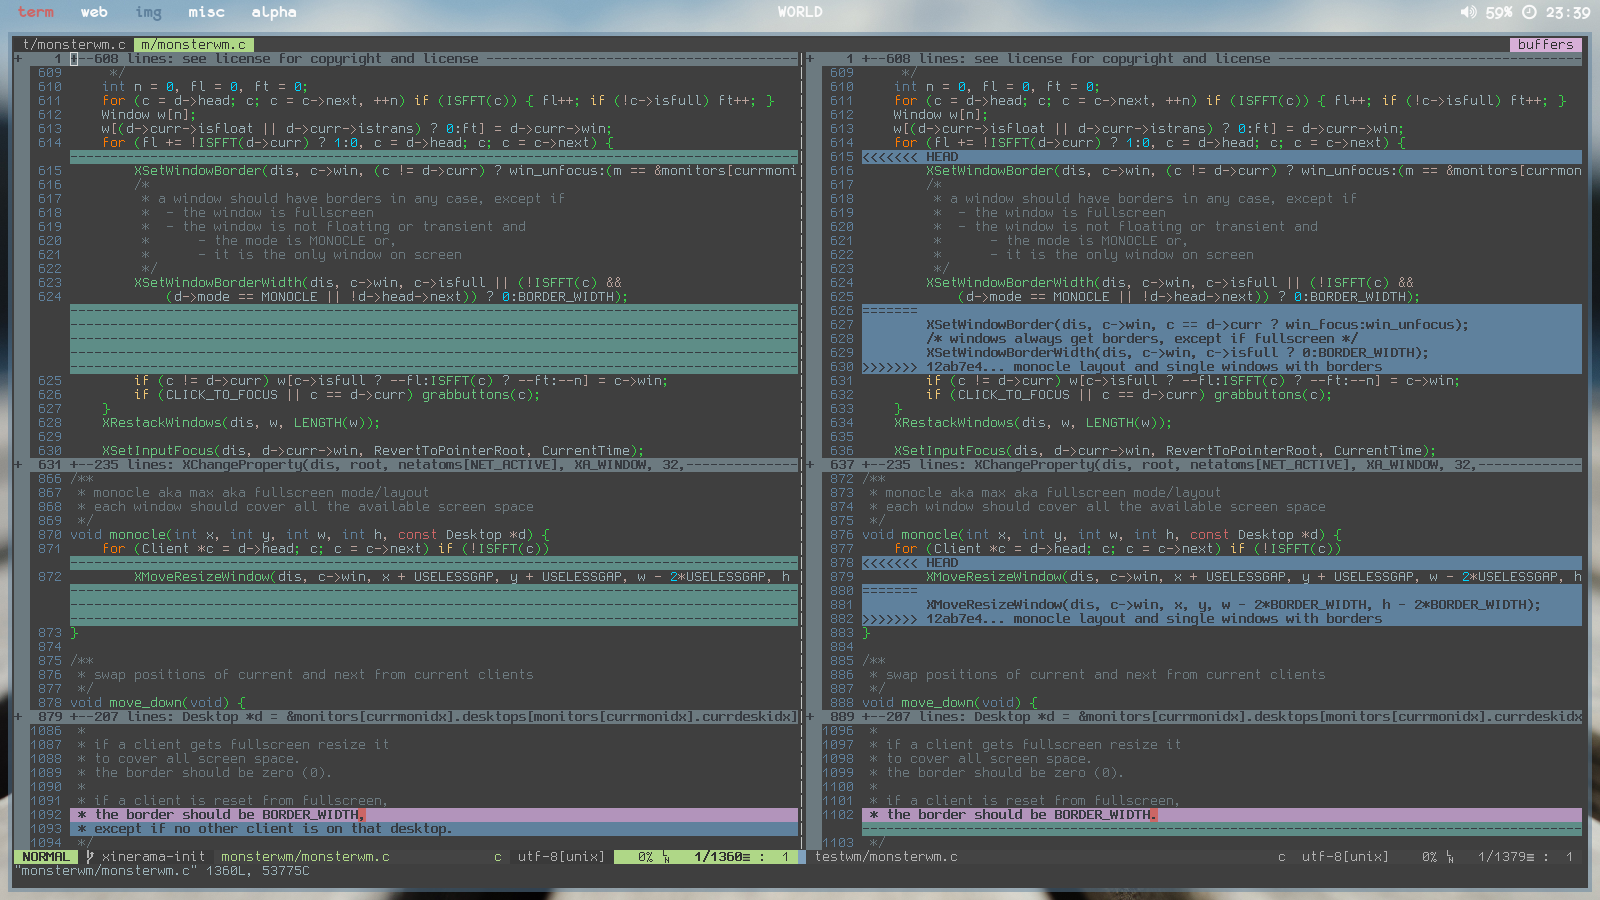 term web img misc alpha WORLD 59% 23:39
t/monsterwm.c m/monsterwm.c buffers
+ 1 +--608 lines: see license for copyright and license
609 */
610 int n = 0, fl = 0, ft = 0;
611 for (c = d->head; c; c = c->next, ++n) if (ISFFT(c)) { fl++; if (!c->isfull) ft++; }
612 Window w[n];
613 w[(d->curr->isfloat || d->curr->istrans) ? 0:ft] = d->curr->win;
614 for (fl += !ISFFT(d->curr) ? 1:0, c = d->head; c; c = c->next) {
615 XSetWindowBorder(dis, c->win, (c != d->curr) ? win_unfocus:(m == &monitors[currmoni
616 /*
617 * a window should have borders in any case, except if
618 * - the window is fullscreen
619 * - the window is not floating or transient and
620 * - the mode is MONOCLE or,
621 * - it is the only window on screen
622 */
623 XSetWindowBorderWidth(dis, c->win, c->isfull || (!ISFFT(c) &&
624 (d->mode == MONOCLE || !d->head->next)) ? 0:BORDER_WIDTH);
625 if (c != d->curr) w[c->isfull ? --fl:ISFFT(c) ? --ft:--n] = c->win;
626 if (CLICK_TO_FOCUS || c == d->curr) grabbuttons(c);
627 }
628 XRestackWindows(dis, w, LENGTH(w));
629
630 XSetInputFocus(dis, d->curr->win, RevertToPointerRoot, CurrentTime);
+ 631 +--235 lines: XChangeProperty(dis, root, netatoms[NET_ACTIVE], XA_WINDOW, 32,
866 /**
867 * monocle aka max aka fullscreen mode/layout
868 * each window should cover all the available screen space
869 */
870 void monocle(int x, int y, int w, int h, const Desktop *d) {
871 for (Client *c = d->head; c; c = c->next) if (!ISFFT(c))
872 XMoveResizeWindow(dis, c->win, x + USELESSGAP, y + USELESSGAP, w - 2*USELESSGAP, h
873 }
874
875 /**
876 * swap positions of current and next from current clients
877 */
878 void move_down(void) {
+ 879 +--207 lines: Desktop *d = &monitors[currmonidx].desktops[monitors[currmonidx].currdeskidx]
1086 *
1087 * if a client gets fullscreen resize it
1088 * to cover all screen space.
1089 * the border should be zero (0).
1090 *
1091 * if a client is reset from fullscreen,
1092 * the border should be BORDER_WIDTH,
1093 * except if no other client is on that desktop.
1094 */
NORMAL xinerama-init monsterwm/monsterwm.c c utf-8[unix] 0% 1/1360≡ : 1
+ 1 +--608 lines: see license for copyright and license
609 */
610 int n = 0, fl = 0, ft = 0;
611 for (c = d->head; c; c = c->next, ++n) if (ISFFT(c)) { fl++; if (!c->isfull) ft++; }
612 Window w[n];
613 w[(d->curr->isfloat || d->curr->istrans) ? 0:ft] = d->curr->win;
614 for (fl += !ISFFT(d->curr) ? 1:0, c = d->head; c; c = c->next) {
615 <<<<<<< HEAD
616 XSetWindowBorder(dis, c->win, (c != d->curr) ? win_unfocus:(m == &monitors[currmon
617 /*
618 * a window should have borders in any case, except if
619 * - the window is fullscreen
620 * - the window is not floating or transient and
621 * - the mode is MONOCLE or,
622 * - it is the only window on screen
623 */
624 XSetWindowBorderWidth(dis, c->win, c->isfull || (!ISFFT(c) &&
625 (d->mode == MONOCLE || !d->head->next)) ? 0:BORDER_WIDTH);
626 =======
627 XSetWindowBorder(dis, c->win, c == d->curr ? win_focus:win_unfocus);
628 /* windows always get borders, except if fullscreen */
629 XSetWindowBorderWidth(dis, c->win, c->isfull ? 0:BORDER_WIDTH);
630 >>>>>>> 12ab7e4... monocle layout and single windows with borders
631 if (c != d->curr) w[c->isfull ? --fl:ISFFT(c) ? --ft:--n] = c->win;
632 if (CLICK_TO_FOCUS || c == d->curr) grabbuttons(c);
633 }
634 XRestackWindows(dis, w, LENGTH(w));
635
636 XSetInputFocus(dis, d->curr->win, RevertToPointerRoot, CurrentTime);
+ 637 +--235 lines: XChangeProperty(dis, root, netatoms[NET_ACTIVE], XA_WINDOW, 32,
872 /**
873 * monocle aka max aka fullscreen mode/layout
874 * each window should cover all the available screen space
875 */
876 void monocle(int x, int y, int w, int h, const Desktop *d) {
877 for (Client *c = d->head; c; c = c->next) if (!ISFFT(c))
878 <<<<<<< HEAD
879 XMoveResizeWindow(dis, c->win, x + USELESSGAP, y + USELESSGAP, w - 2*USELESSGAP, h
880 =======
881 XMoveResizeWindow(dis, c->win, x, y, w - 2*BORDER_WIDTH, h - 2*BORDER_WIDTH);
882 >>>>>>> 12ab7e4... monocle layout and single windows with borders
883 }
884
885 /**
886 * swap positions of current and next from current clients
887 */
888 void move_down(void) {
+ 889 +--207 lines: Desktop *d = &monitors[currmonidx].desktops[monitors[currmonidx].currdeskidx
1096 *
1097 * if a client gets fullscreen resize it
1098 * to cover all screen space.
1099 * the border should be zero (0).
1100 *
1101 * if a client is reset from fullscreen,
1102 * the border should be BORDER_WIDTH.
1103 */
testwm/monsterwm.c c utf-8[unix] 0% 1/1379≡ : 1
"monsterwm/monsterwm.c" 1360L, 53775C